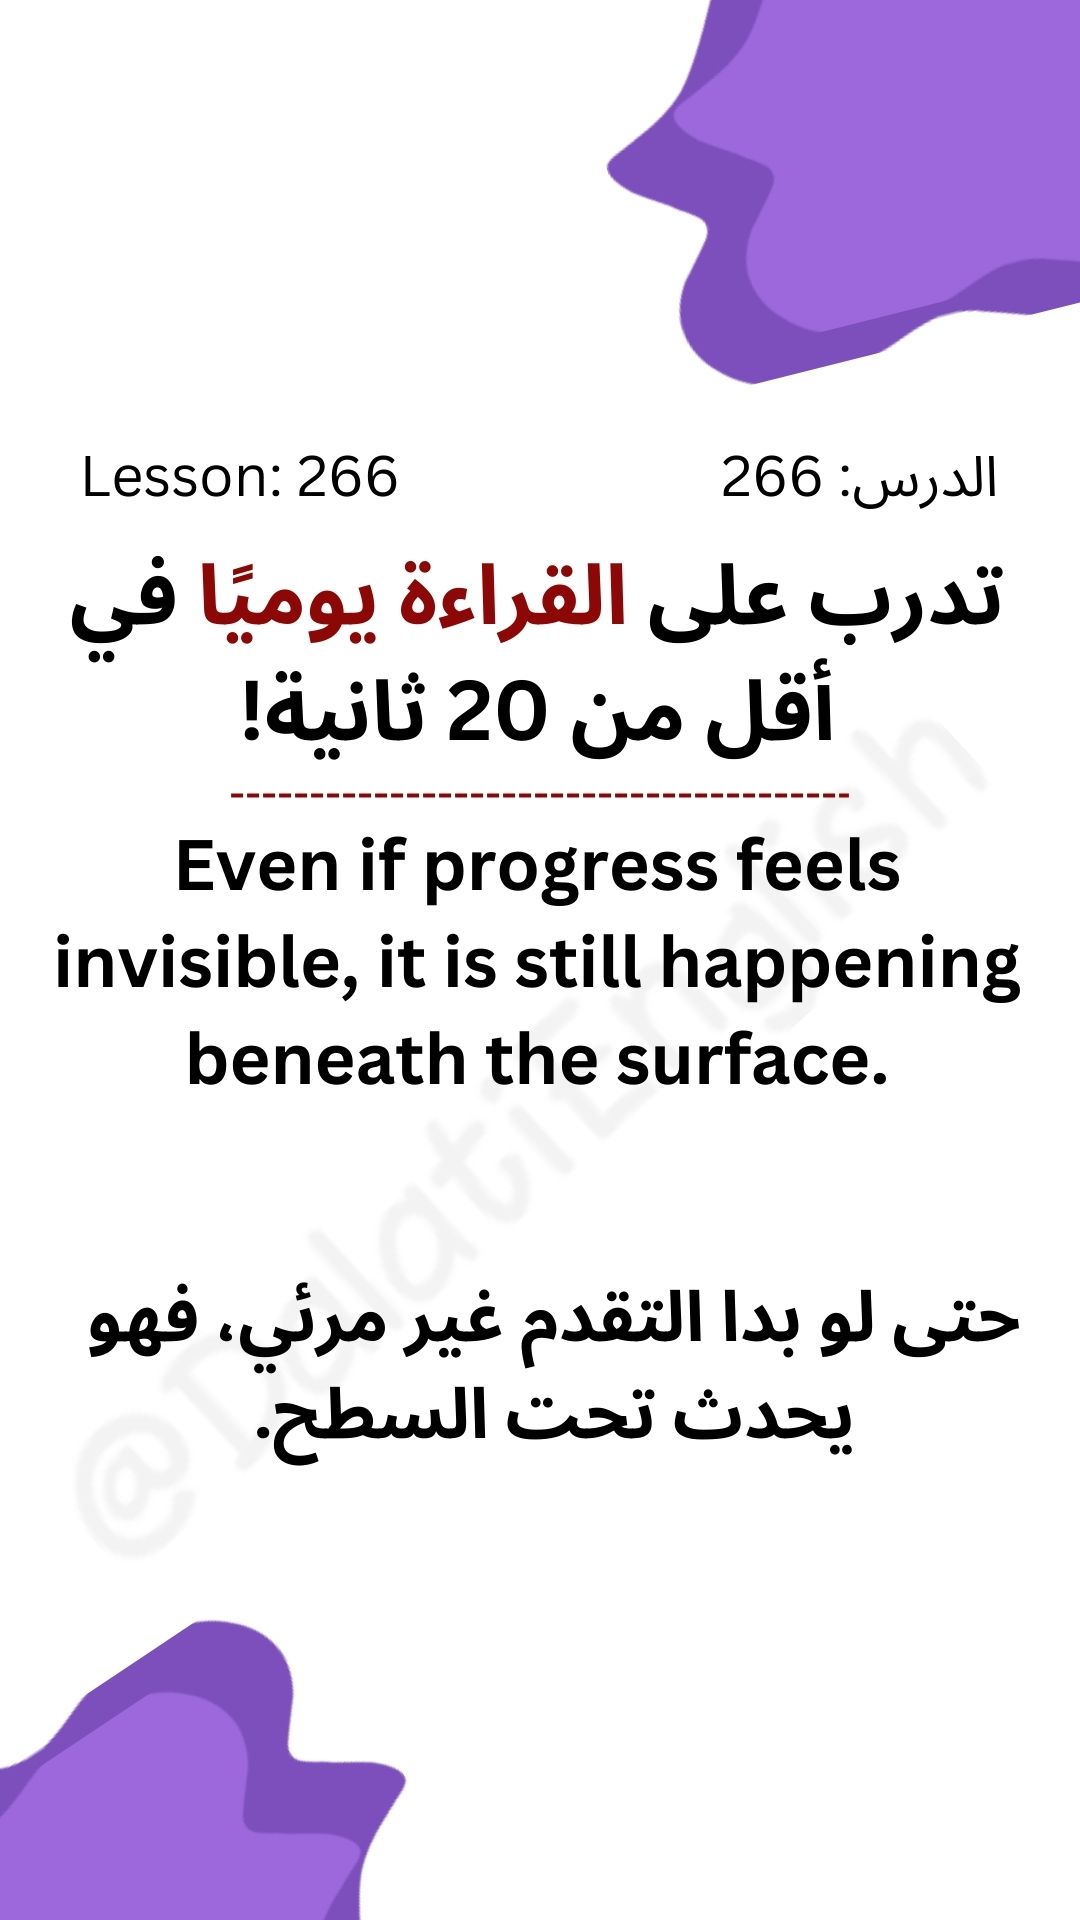 Lesson: 266
الدرس: 266
تدرب على القراءة يوميًا في
أقل من 20 ثانية!
---------------------------------------
Even if progress feels
invisible, it is still happening
beneath the surface.
حتى لو بدا التقدم غير مرئي، فهو
يحدث تحت السطح.
@DalatiEnglish